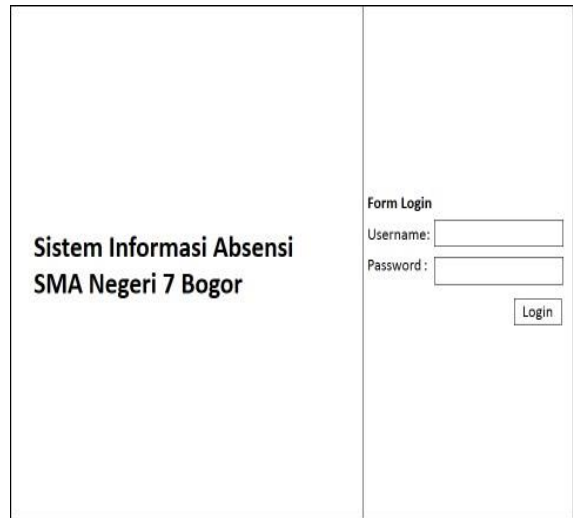 Sistem Informasi Absensi
SMA Negeri 7 Bogor
Form Login
Username:
Password :
Login